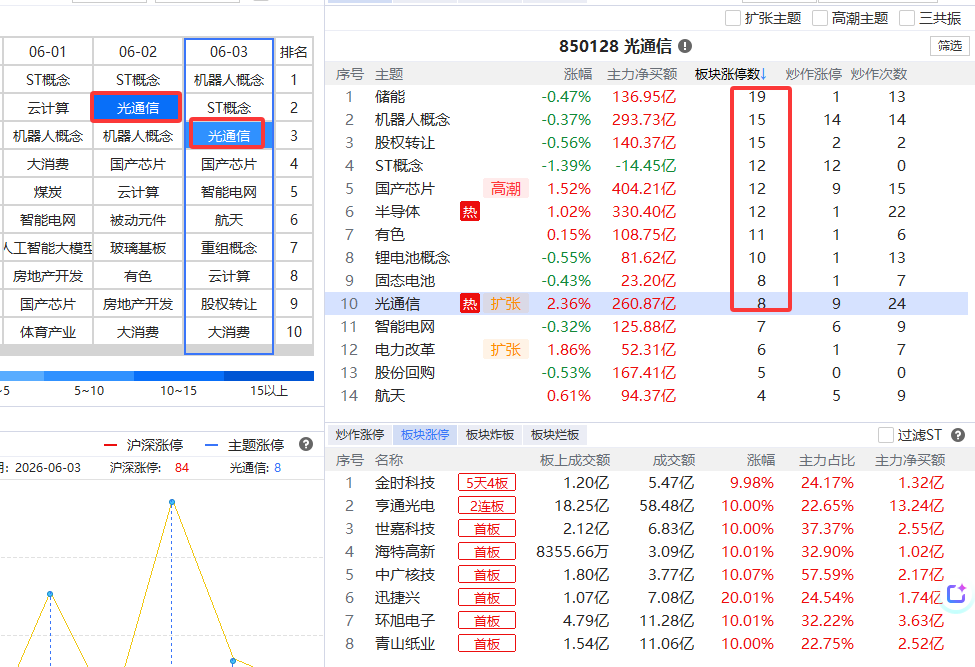 扩张主题 高潮主题 三共振
850128 光通信 筛选
06-01 06-02 06-03 排名
ST概念 ST概念 机器人概念 1
云计算 光通信 ST概念 2
机器人概念 机器人概念 光通信 3
大消费 国产芯片 国产芯片 4
煤炭 云计算 智能电网 5
智能电网 被动元件 航天 6
人工智能大模型 玻璃基板 重组概念 7
房地产开发 有色 云计算 8
国产芯片 房地产开发 股权转让 9
体育产业 大消费 大消费 10
~5 5~10 10~15 15以上
沪深涨停 主题涨停
: 2026-06-03 沪深涨停: 84 光通信: 8
序号 主题 涨幅 主力净买额 板块涨停数↓ 炒作涨停 炒作次数
1 储能 -0.47% 136.95亿 19 1 13
2 机器人概念 -0.37% 293.73亿 15 14 14
3 股权转让 -0.56% 140.37亿 15 2 2
4 ST概念 -1.39% -14.45亿 12 12 0
5 国产芯片 高潮 1.52% 404.21亿 12 9 15
6 半导体 热 1.02% 330.40亿 12 1 22
7 有色 0.15% 108.75亿 11 1 6
8 锂电池概念 -0.55% 81.62亿 10 1 13
9 固态电池 -0.43% 23.20亿 8 1 7
10 光通信 热 扩张 2.36% 260.87亿 8 9 24
11 智能电网 -0.32% 125.88亿 7 6 9
12 电力改革 扩张 1.86% 52.31亿 6 1 7
13 股份回购 -0.53% 167.41亿 5 0 0
14 航天 0.61% 94.37亿 4 5 9
炒作涨停 板块涨停 板块炸板 板块烂板 过滤ST
序号 名称 板上成交额 成交额 涨幅 主力占比 主力净买额
1 金时科技 5天4板 1.20亿 5.47亿 9.98% 24.17% 1.32亿
2 亨通光电 2连板 18.25亿 58.48亿 10.00% 22.65% 13.24亿
3 世嘉科技 首板 2.12亿 6.83亿 10.00% 37.37% 2.55亿
4 海特高新 首板 8355.66万 3.09亿 10.01% 32.90% 1.02亿
5 中广核技 首板 1.80亿 3.77亿 10.07% 57.59% 2.17亿
6 迅捷兴 首板 1.07亿 7.08亿 20.01% 24.54% 1.74亿
7 环旭电子 首板 4.79亿 11.28亿 10.01% 32.22% 3.63亿
8 青山纸业 首板 1.54亿 11.06亿 10.00% 22.75% 2.52亿